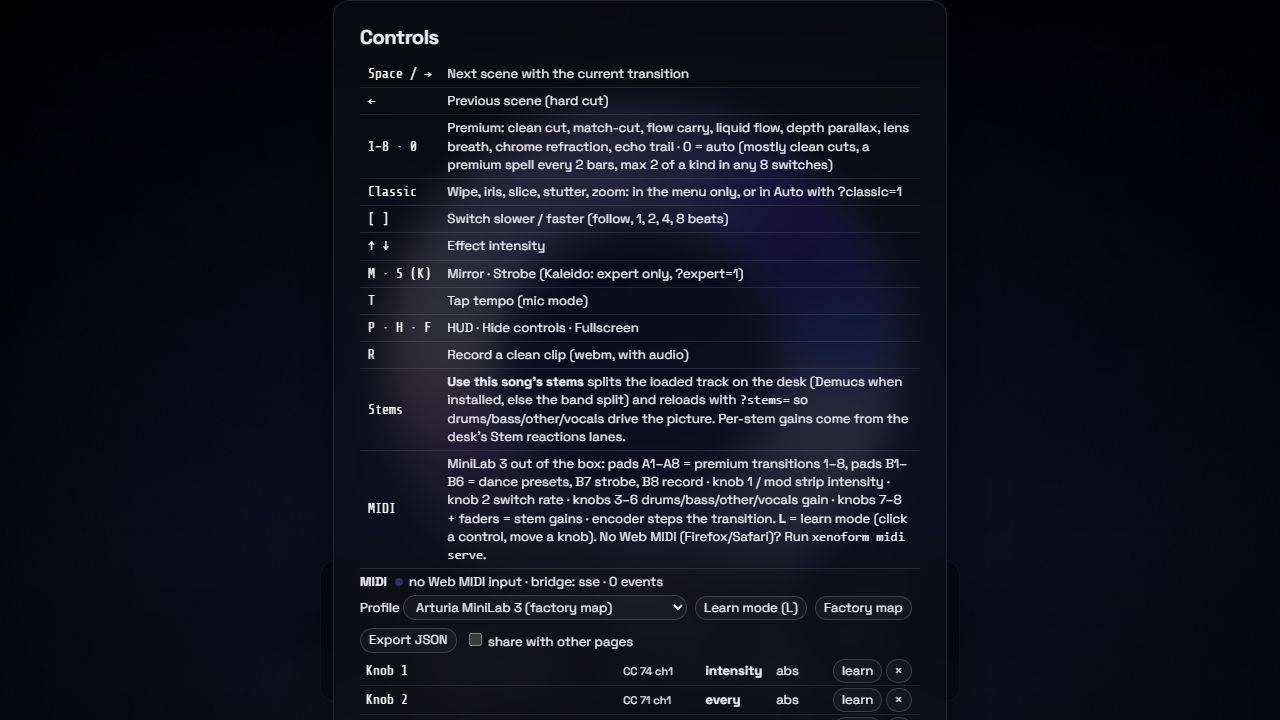 Controls
Space / → Next scene with the current transition
← Previous scene (hard cut)
Premium: clean cut, match-cut, flow carry, liquid flow, depth parallax, lens
1–8 · 0 breath, chrome refraction, echo trail · 0 = auto (mostly clean cuts, a
premium spell every 2 bars, max 2 of a kind in any 8 switches)
Classic Wipe, iris, slice, stutter, zoom: in the menu only, or in Auto with ?classic=1
[ ] Switch slower / faster (follow, 1, 2, 4, 8 beats)
↑ ↓ Effect intensity
M · S (K) Mirror · Strobe (Kaleido: expert only, ?expert=1)
T Tap tempo (mic mode)
P · H · F HUD · Hide controls · Fullscreen
R Record a clean clip (webm, with audio)
Use this song's stems splits the loaded track on the desk (Demucs when
installed, else the band split) and reloads with ?stems= so
Stems drums/bass/other/vocals drive the picture. Per-stem gains come from the
desk's Stem reactions lanes.
MiniLab 3 out of the box: pads A1–A8 = premium transitions 1–8, pads B1–
B6 = dance presets, B7 strobe, B8 record · knob 1 / mod strip intensity ·
knob 2 switch rate · knobs 3–6 drums/bass/other/vocals gain · knobs 7–8
MIDI + faders = stem gains · encoder steps the transition. L = learn mode (click
a control, move a knob). No Web MIDI (Firefox/Safari)? Run xenoform midi
serve.
MIDI no Web MIDI input · bridge: sse · 0 events
Profile Arturia MiniLab 3 (factory map) Learn mode (L) Factory map
Export JSON share with other pages
Knob 1 CC 74 ch1 intensity abs learn ×
Knob 2 CC 71 ch1 every abs learn ×